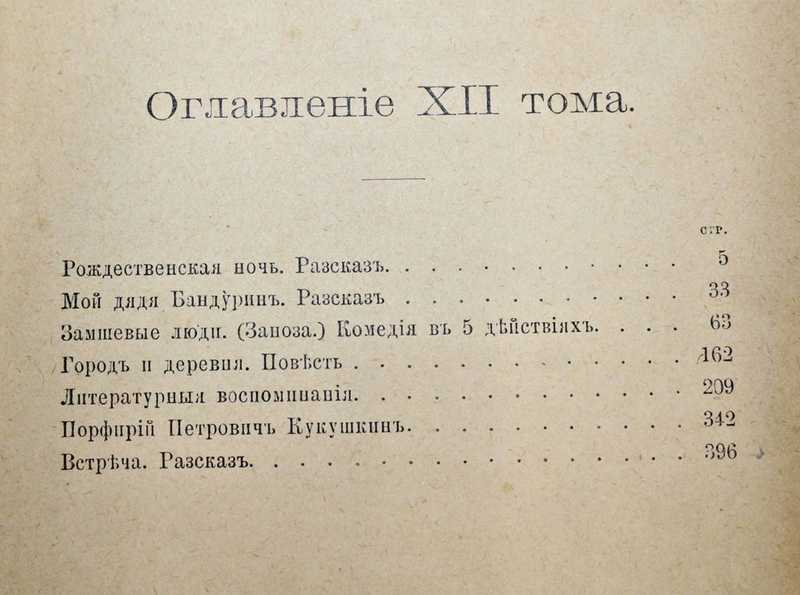 Оглавленіе XII тома.
стр.
Рождественская ночь. Разсказъ. . . . . . . . . . . . 5
Мой дядя Бандуринъ. Разсказъ . . . . . . . . . . . 33
Замшевые люди. (Заноза.) Комедія въ 5 дѣйствіяхъ. . . . 63
Городъ и деревня. Повѣсть . . . . . . . . . . . . . 162
Литературныя воспоминанія. . . . . . . . . . . . . 209
Порфирій Петровичъ Кукушкинъ. . . . . . . . . . . 342
Встрѣча. Разсказъ. . . . . . . . . . . . . . . . . 396